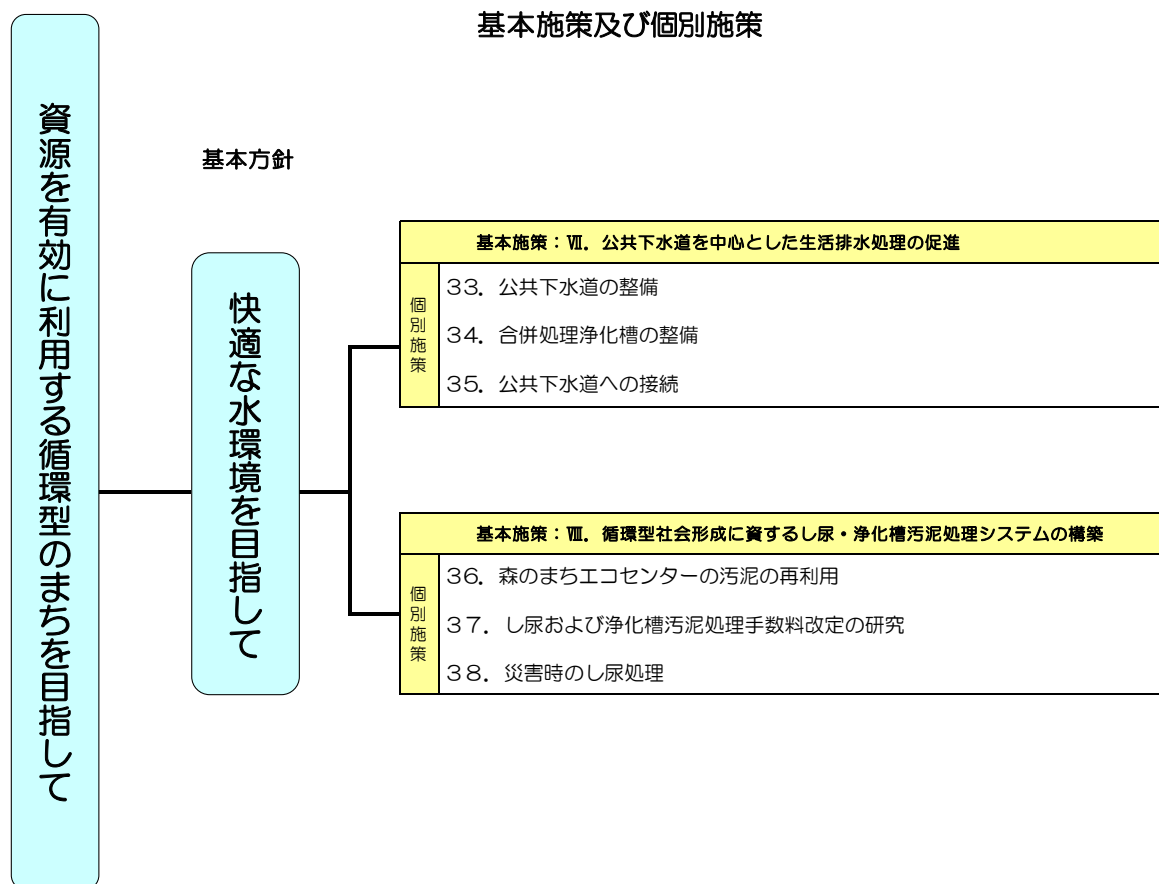 基本施策及び個別施策
資源を有効に利用する循環型のまちを目指して
基本方針
快適な水環境を目指して
基本施策：Ⅶ．公共下水道を中心とした生活排水処理の促進
個別施策
３３．公共下水道の整備
３４．合併処理浄化槽の整備
３５．公共下水道への接続
基本施策：Ⅷ．循環型社会形成に資するし尿・浄化槽汚泥処理システムの構築
個別施策
３６．森のまちエコセンターの汚泥の再利用
３７．し尿および浄化槽汚泥処理手数料改定の研究
３８．災害時のし尿処理